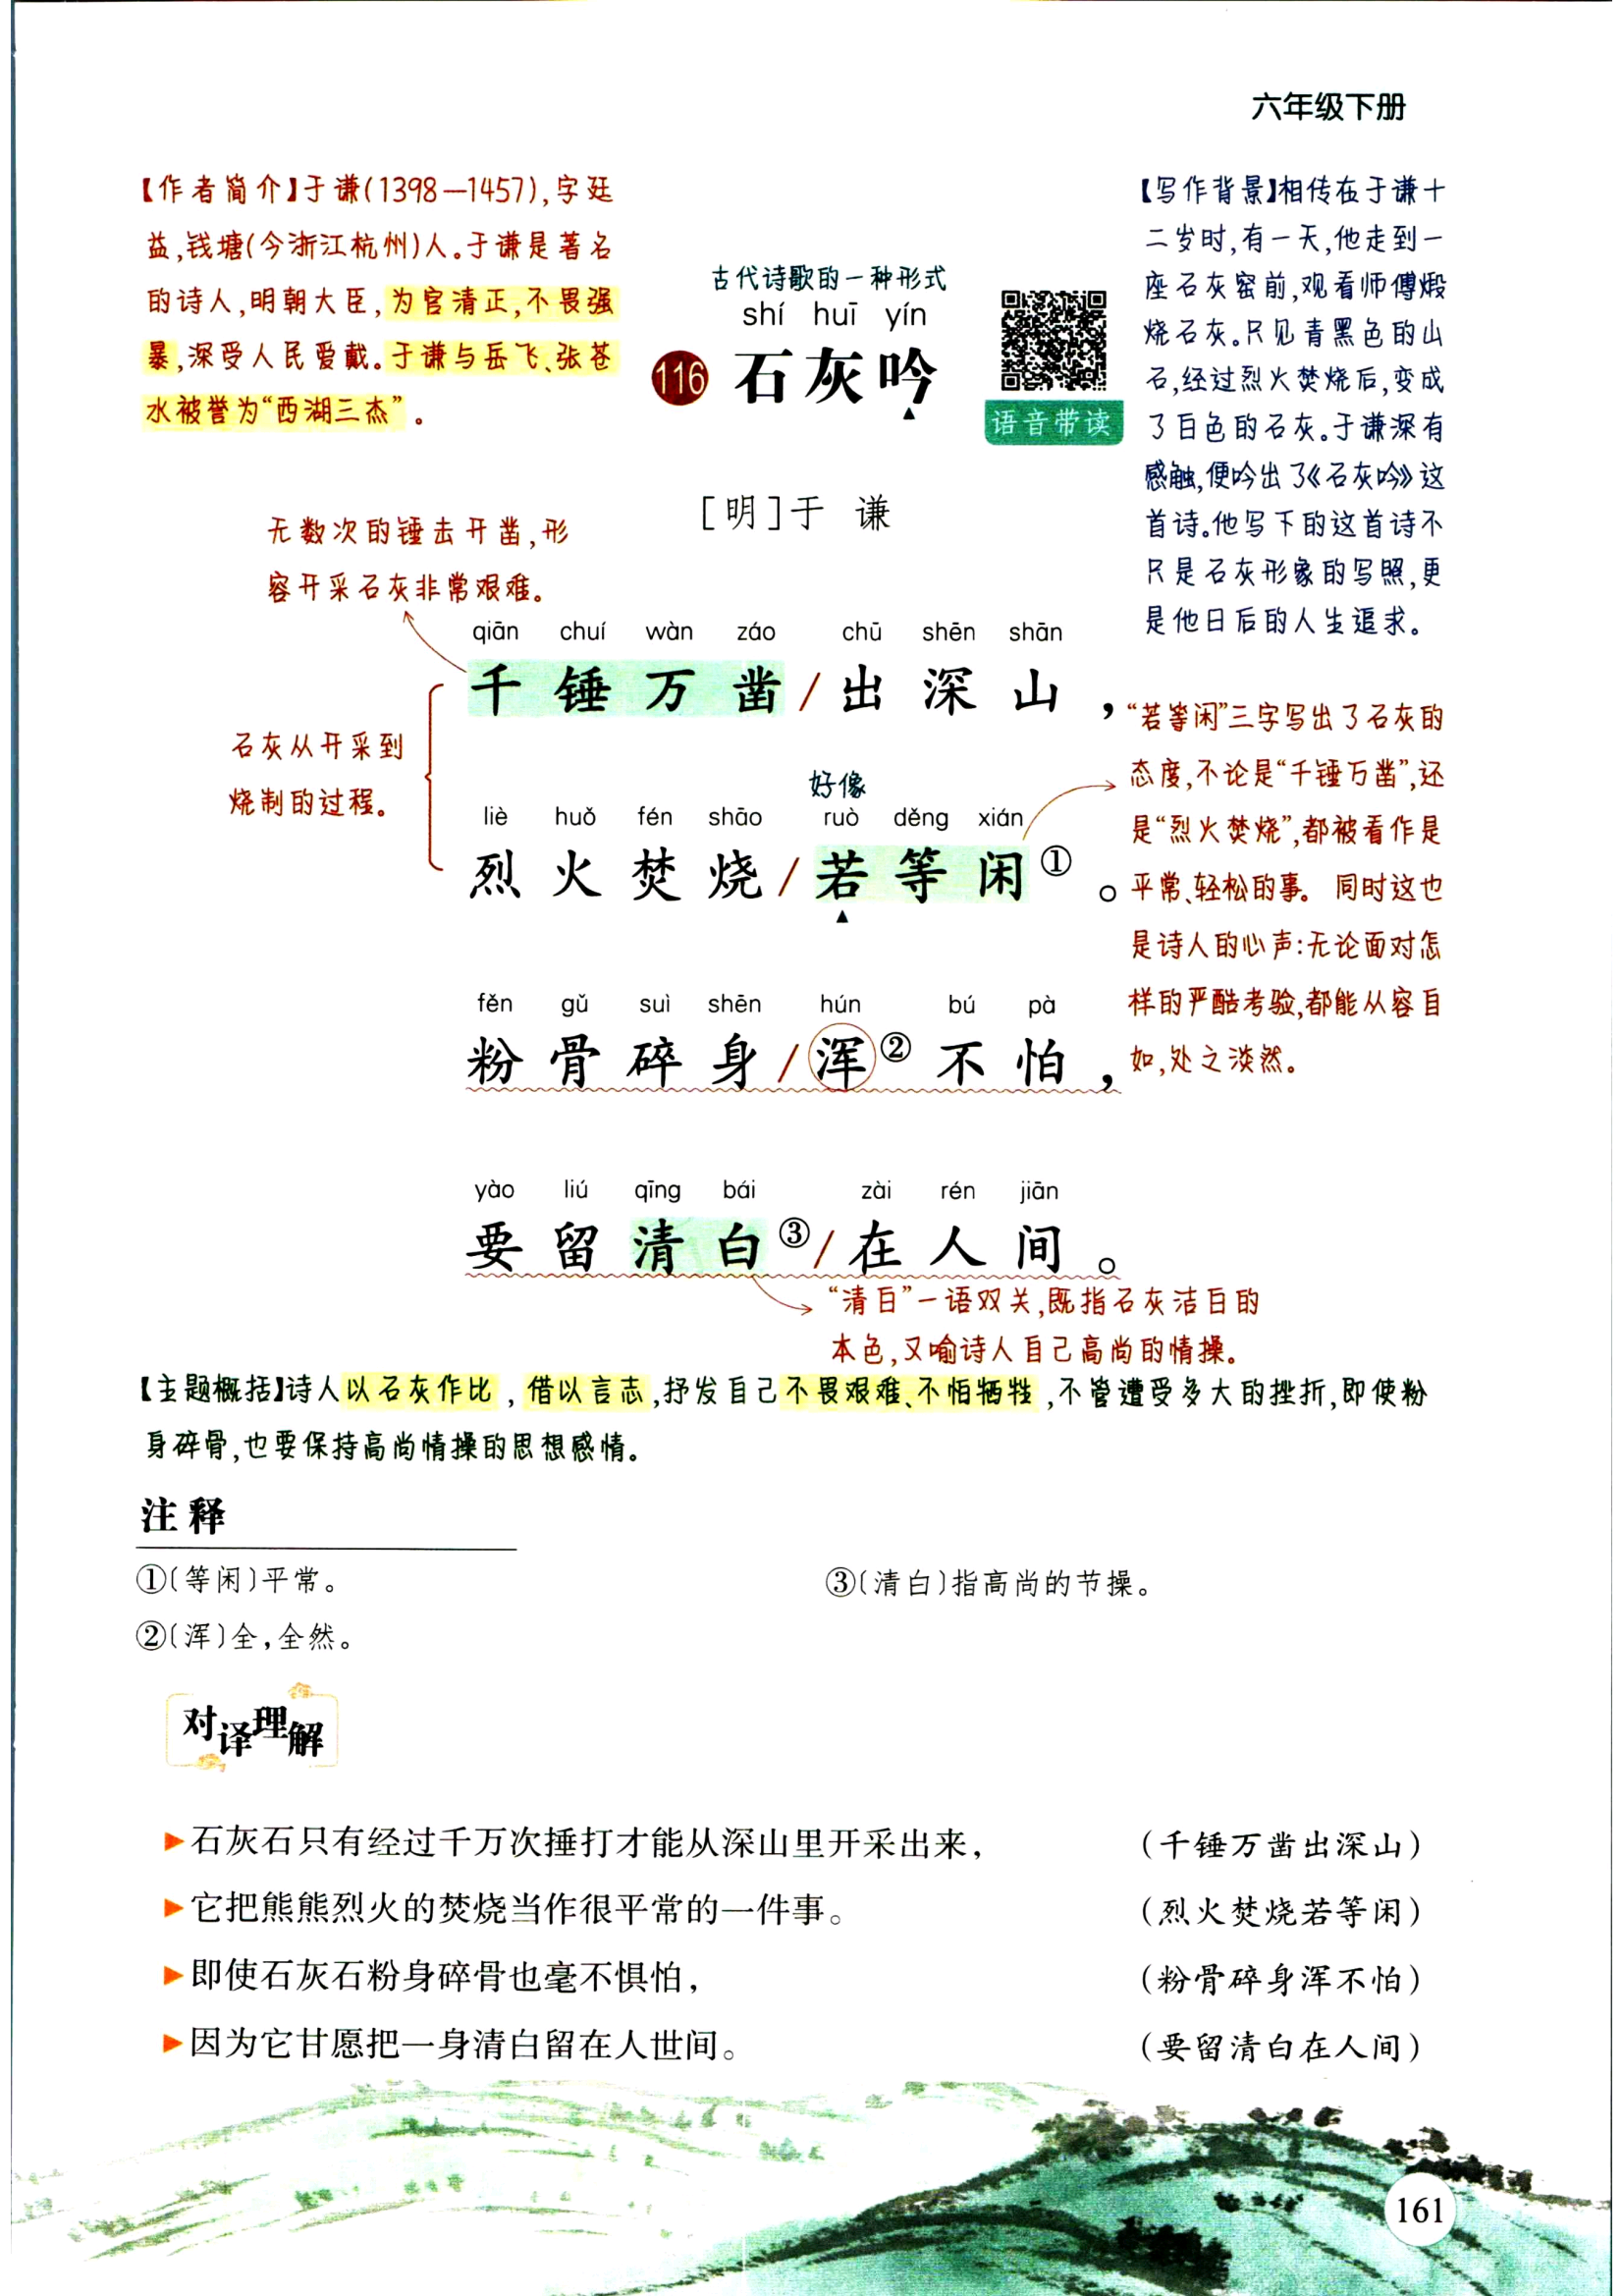 六年级下册
【作者简介】于谦(1398—1457),字廷
益,钱塘(今浙江杭州)人。于谦是著名
的诗人,明朝大臣,为官清正,不畏强
暴,深受人民爱戴。于谦与岳飞、张苍
水被誉为“西湖三杰”。
古代诗歌的一种形式
shí huī yín
116 石灰吟
语音带读
[明]于 谦
【写作背景】相传在于谦十
二岁时,有一天,他走到一
座石灰窑前,观看师傅煅
烧石灰。只见青黑色的山
石,经过烈火焚烧后,变成
了白色的石灰。于谦深有
感触,便吟出了《石灰吟》这
首诗。他写下的这首诗不
只是石灰形象的写照,更
是他日后的人生追求。
无数次的锤击开凿,形
容开采石灰非常艰难。
qiān chuí wàn záo chū shēn shān
千锤万凿/出深山,
石灰从开采到
烧制的过程。
好像
liè huǒ fén shāo ruò děng xián
烈火焚烧/若等闲①。
“若等闲”三字写出了石灰的
态度,不论是“千锤万凿”,还
是“烈火焚烧”,都被看作是
平常、轻松的事。 同时这也
是诗人的心声:无论面对怎
样的严酷考验,都能从容自
如,处之淡然。
fěn gǔ suì shēn hún bú pà
粉骨碎身/浑②不怕,
yào liú qīng bái zài rén jiān
要留清白③/在人间。
“清白”一语双关,既指石灰洁白的
本色,又喻诗人自己高尚的情操。
【主题概括】诗人以石灰作比,借以言志,抒发自己不畏艰难、不怕牺牲,不管遭受多大的挫折,即使粉
身碎骨,也要保持高尚情操的思想感情。
注释
①(等闲)平常。
②(浑)全,全然。
③(清白)指高尚的节操。
对译理解
石灰石只有经过千万次捶打才能从深山里开采出来, (千锤万凿出深山)
它把熊熊烈火的焚烧当作很平常的一件事。 (烈火焚烧若等闲)
即使石灰石粉身碎骨也毫不惧怕, (粉骨碎身浑不怕)
因为它甘愿把一身清白留在人世间。 (要留清白在人间)
161